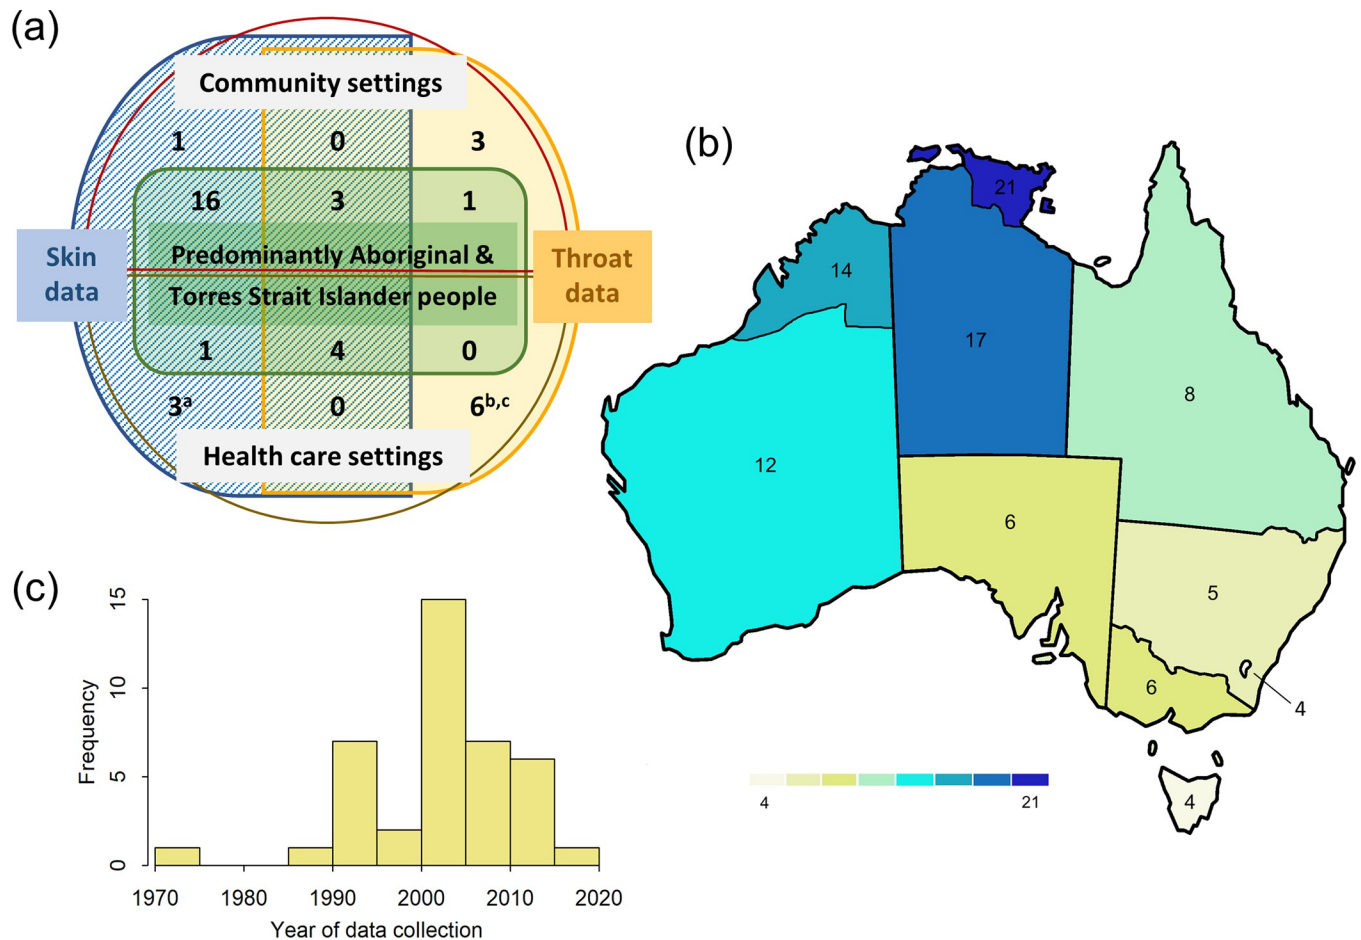 (a)
Community settings
1 0 3
16 3 1
Skin
data
Predominantly Aboriginal &
Torres Strait Islander people
Throat
data
1 4 0
3a 0 6b,c
Health care settings
(b)
21
14
17
8
12
6
5
6
4
4
4 21
(c)
Frequency
15
10
5
0
1970 1980 1990 2000 2010 2020
Year of data collection